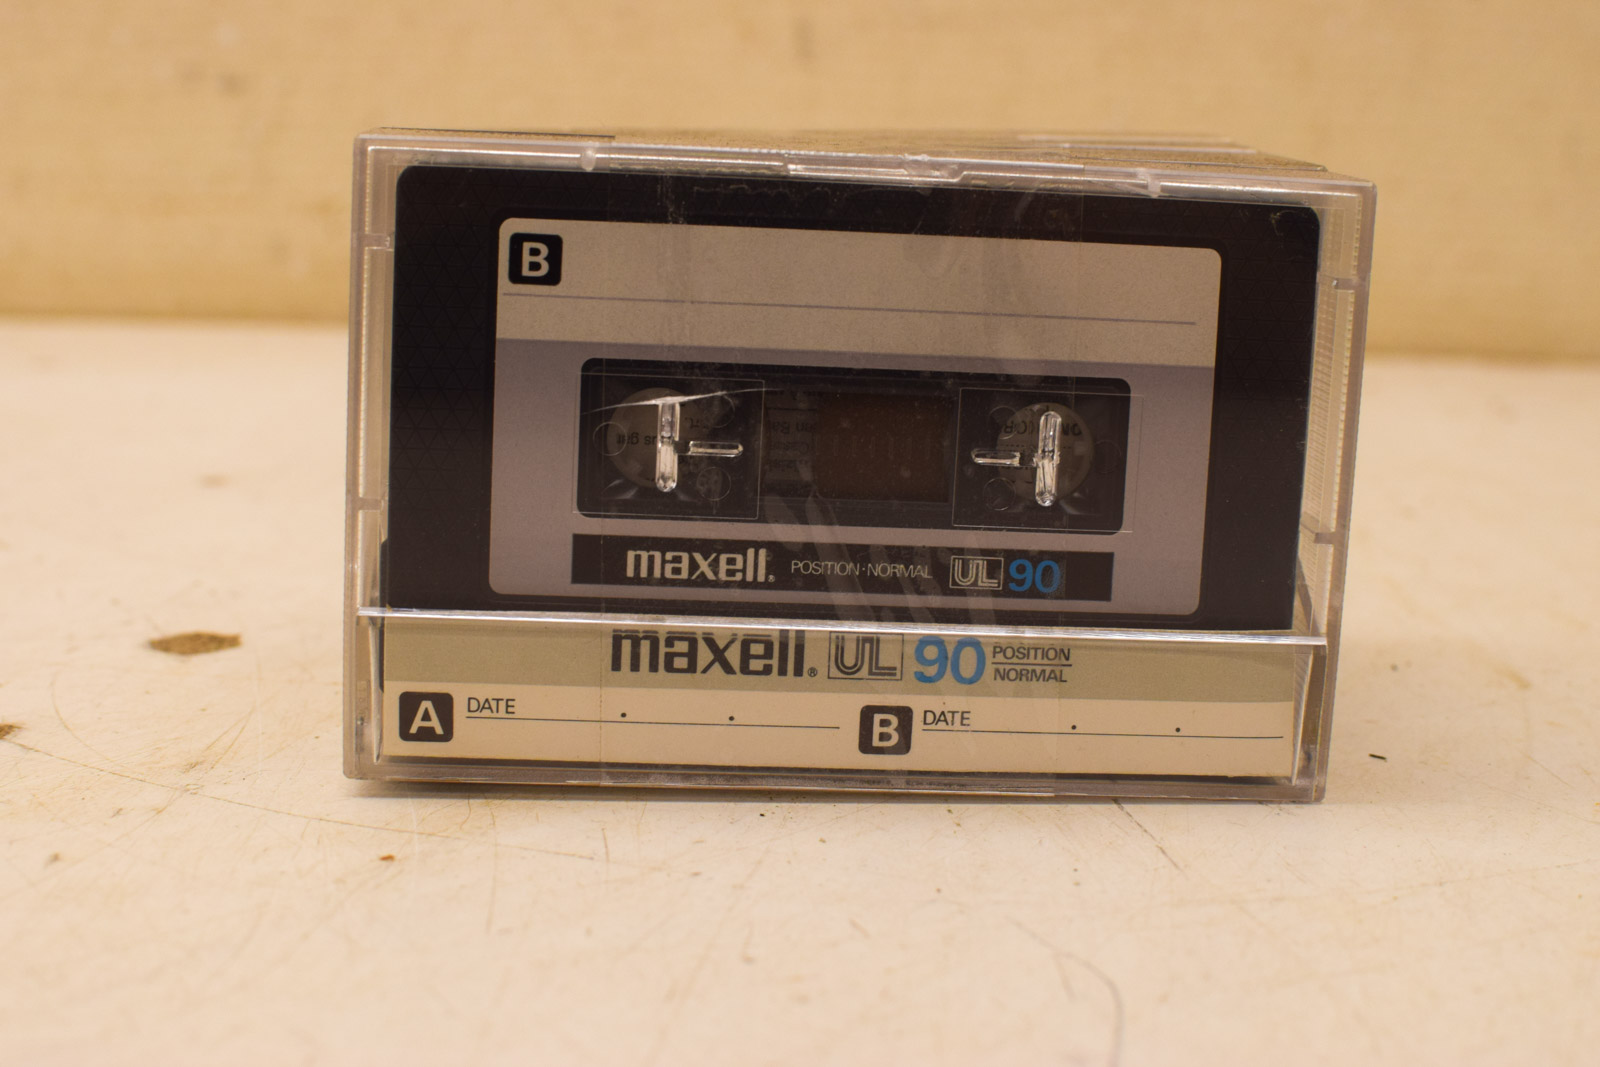 B
maxell® POSITION·NORMAL UL 90
maxell® UL 90 POSITION
NORMAL
A DATE
B DATE